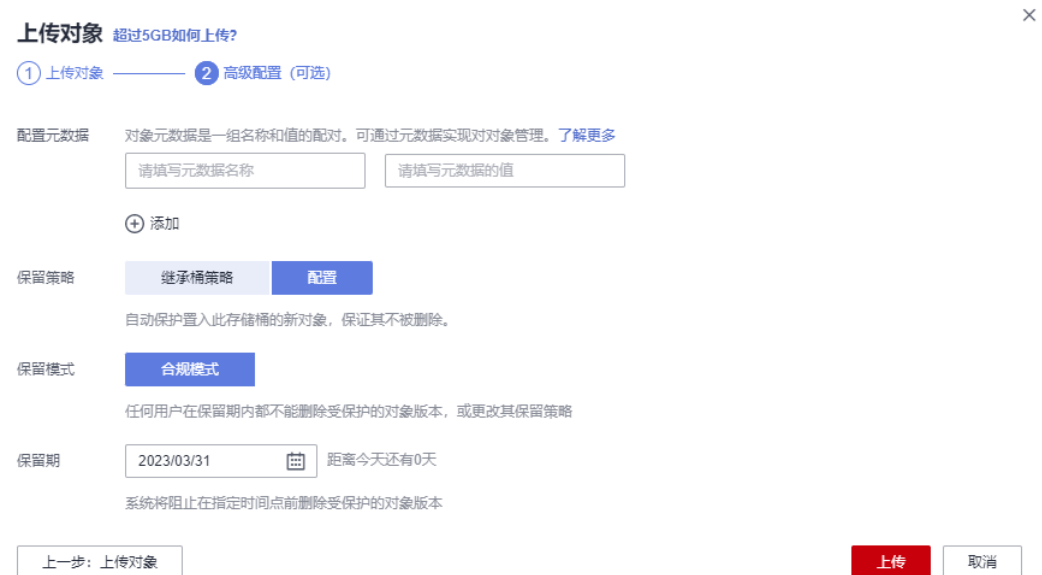 上传对象 超过5GB如何上传?
1 上传对象 2 高级配置（可选）
配置元数据 对象元数据是一组名称和值的配对。可通过元数据实现对对象管理。了解更多
请填写元数据名称 请填写元数据的值
添加
保留策略 继承桶策略 配置
自动保护置入此存储桶的新对象，保证其不被删除。
保留模式 合规模式
任何用户在保留期内都不能删除受保护的对象版本，或更改其保留策略
保留期 2023/03/31 距离今天还有0天
系统将阻止在指定时间点前删除受保护的对象版本
上一步：上传对象 上传 取消